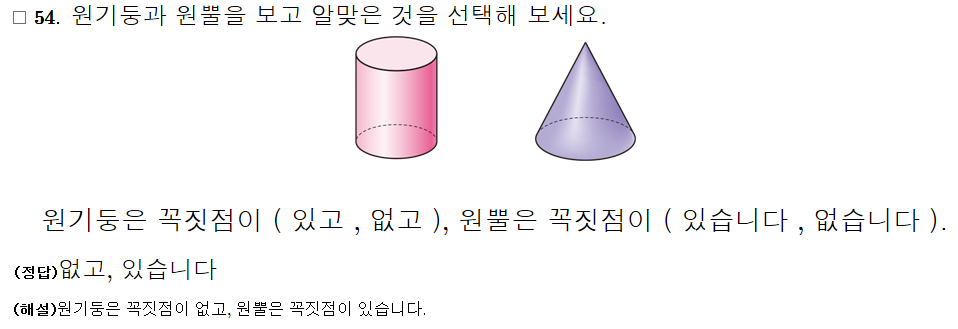 □ 54. 원기둥과 원뿔을 보고 알맞은 것을 선택해 보세요.
원기둥은 꼭짓점이 ( 있고 , 없고 ), 원뿔은 꼭짓점이 ( 있습니다 , 없습니다 ).
(정답)없고, 있습니다
(해설)원기둥은 꼭짓점이 없고, 원뿔은 꼭짓점이 있습니다.